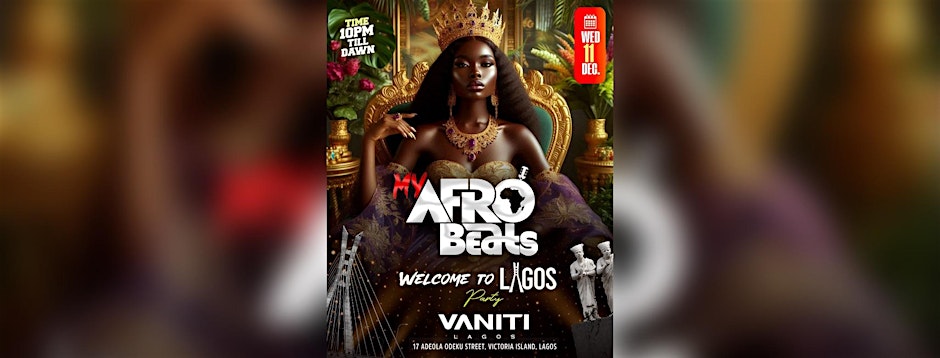 TIME
10PM
TILL
DAWN
WED
11
DEC.
MY
AFRO
Beats
WELCOME TO LAGOS
Party
VANITI
LAGOS
17 ADEOLA ODEKU STREET, VICTORIA ISLAND, LAGOS